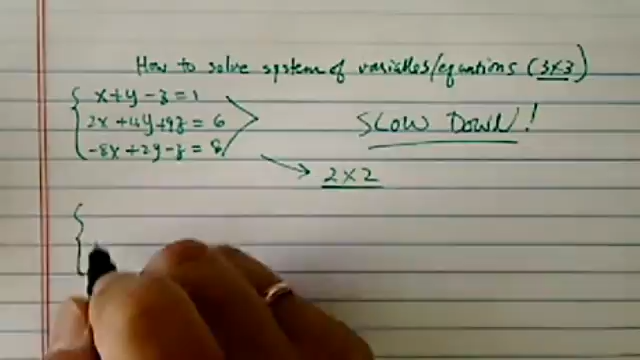 How to solve system of variables/equations (3x3)
x+y-z=1
2x+4y+9z=6
-8x+2y-z=8
SLOW DOWN!
2x2